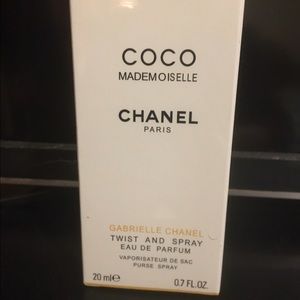 COCO
MADEMOISELLE
CHANEL
PARIS
GABRIELLE CHANEL
TWIST AND SPRAY
EAU DE PARFUM
VAPORISATEUR DE SAC
PURSE SPRAY
20 ml℮ 0.7 FL.OZ.